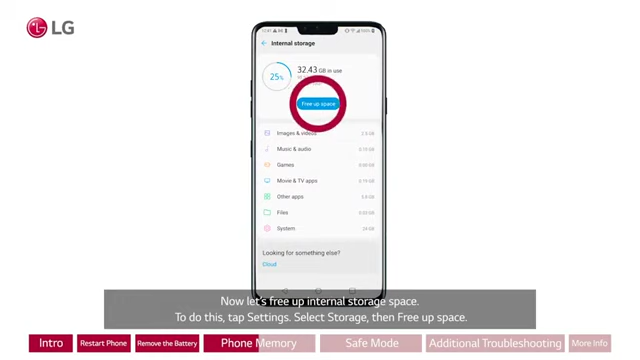 LG
Internal storage
25%
32.43 GB in use
Free up space
Images & videos
Music & audio
Games
0.00 GB
Movie & TV apps
Other apps
Files
System
Looking for something else?
Cloud
Now let's free up internal storage space.
To do this, tap Settings. Select Storage, then Free up space.
Intro Restart Phone Remove the Battery Phone Memory Safe Mode Additional Troubleshooting More Info